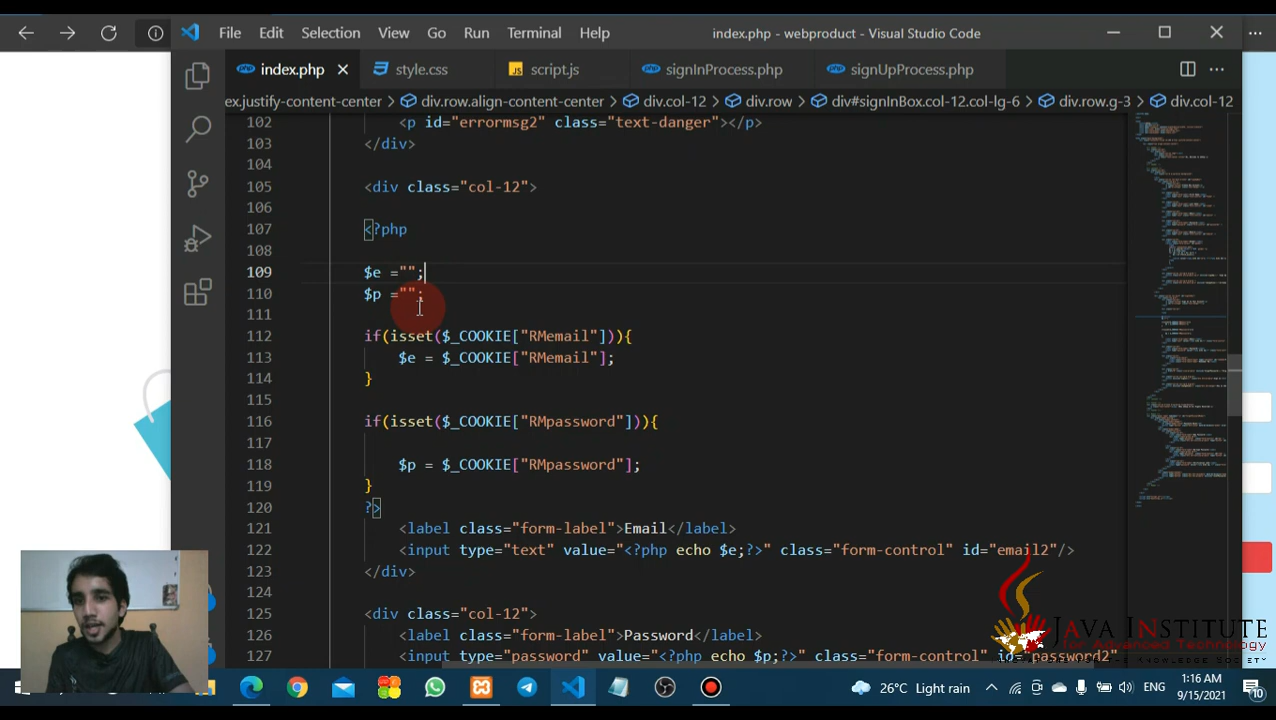 File Edit Selection View Go Run Terminal Help index.php - webproduct - Visual Studio Code
index.php style.css JS script.js signInProcess.php signUpProcess.php
ex.justify-content-center > div.row.align-content-center > div.col-12 > div.row > div#signInBox.col-12.col-lg-6 > div.row.g-3 > div.col-12
102 <p id="errormsg2" class="text-danger"></p>
103 </div>
104
105 <div class="col-12">
106
107 <?php
108
109 $e ="";
110 $p ="";
111
112 if(isset($_COOKIE["RMemail"])){
113 $e = $_COOKIE["RMemail"];
114 }
115
116 if(isset($_COOKIE["RMpassword"])){
117
118 $p = $_COOKIE["RMpassword"];
119 }
120 ?>
121 <label class="form-label">Email</label>
122 <input type="text" value="<?php echo $e;?>" class="form-control" id="email2"/>
123 </div>
124
125 <div class="col-12">
126 <label class="form-label">Password</label>
127 <input type="password" value="<?php echo $p;?>" class="form-control" id="password2"
JAVA INSTITUTE
for Advanced Technology
26°C Light rain ENG 1:16 AM
9/15/2021 10